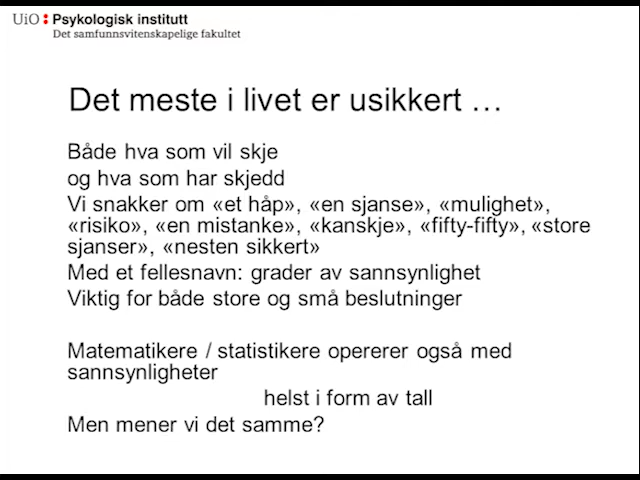 UiO : Psykologisk institutt
Det samfunnsvitenskapelige fakultet
Det meste i livet er usikkert …
Både hva som vil skje
og hva som har skjedd
Vi snakker om «et håp», «en sjanse», «mulighet»,
«risiko», «en mistanke», «kanskje», «fifty-fifty», «store
sjanser», «nesten sikkert»
Med et fellesnavn: grader av sannsynlighet
Viktig for både store og små beslutninger
Matematikere / statistikere opererer også med
sannsynligheter
helst i form av tall
Men mener vi det samme?